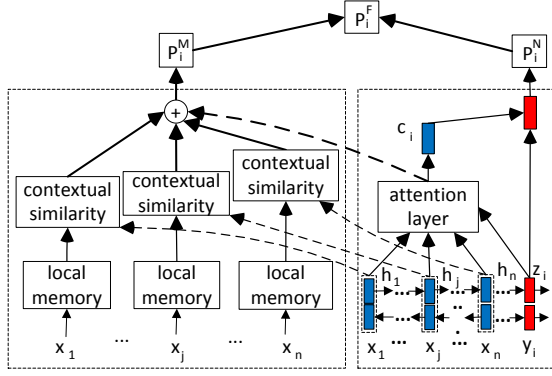 P_i^F
P_i^M
P_i^N
+
c_i
contextual
similarity
contextual
similarity
contextual
similarity
attention
layer
local
memory
local
memory
local
memory
h_1 ... h_j ... h_n ... z_i
x_1 ... x_j ... x_n
x_1 ... x_j ... x_n y_i